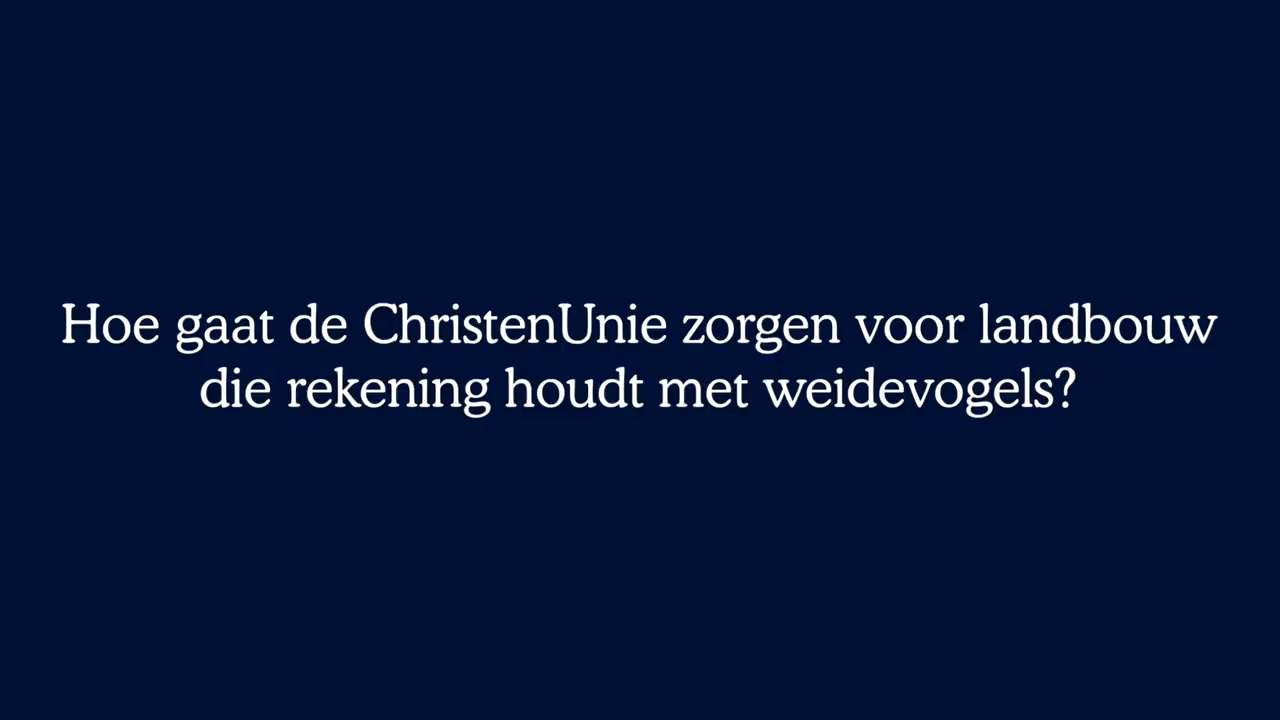 Hoe gaat de ChristenUnie zorgen voor landbouw
die rekening houdt met weidevogels?